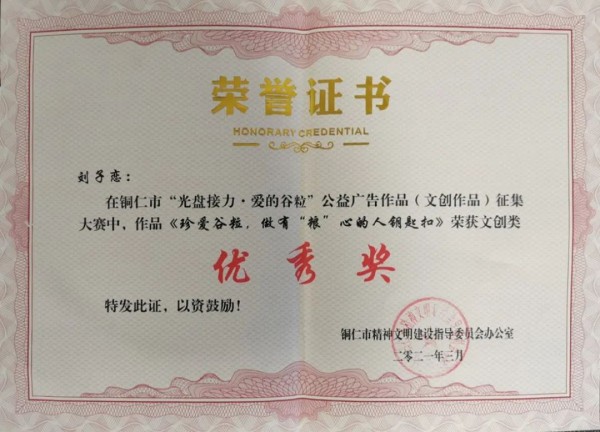 荣誉证书
HONORARY CREDENTIAL
刘子恋：
在铜仁市“光盘接力·爱的谷粒”公益广告作品（文创作品）征集
大赛中，作品《珍爱谷粒，做有“粮”心的人钥匙扣》荣获文创类
优秀奖
特发此证，以资鼓励！
铜仁市精神文明建设指导委员会办公室
二〇二一年三月